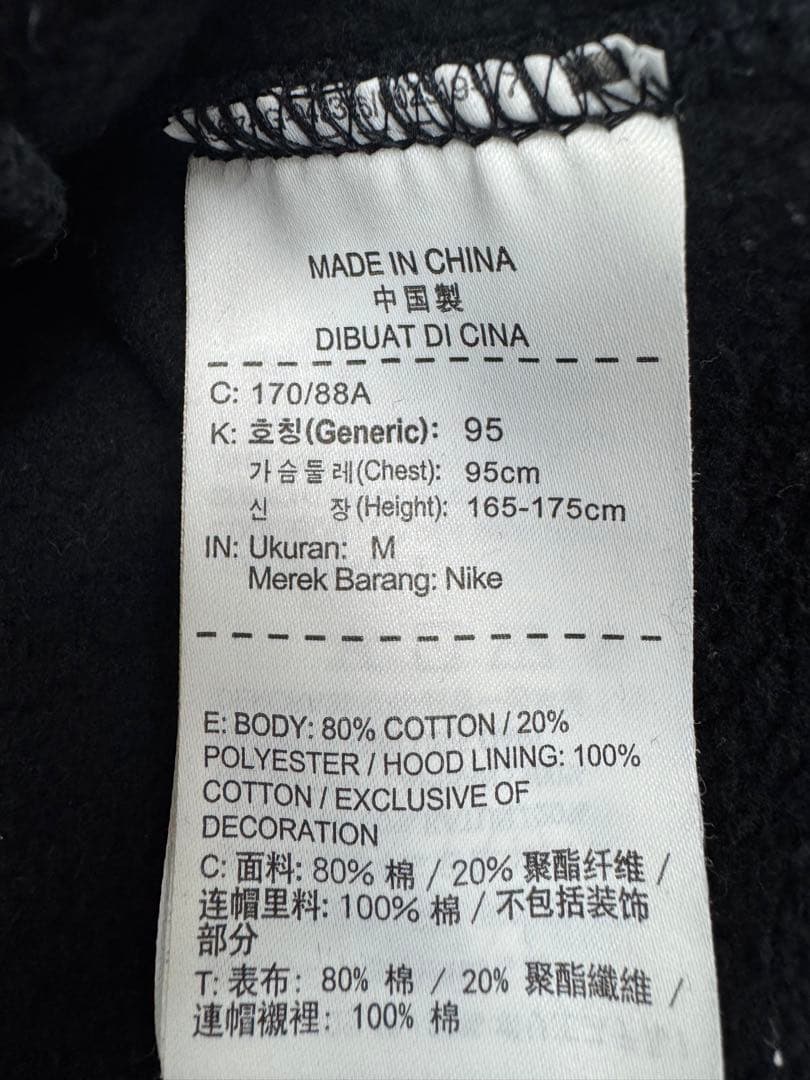 MADE IN CHINA
中国製
DIBUAT DI CINA
C: 170/88A
K: 호칭(Generic): 95
가슴둘레(Chest): 95cm
신 장(Height): 165-175cm
IN: Ukuran: M
Merek Barang: Nike
E: BODY: 80% COTTON / 20%
POLYESTER / HOOD LINING: 100%
COTTON / EXCLUSIVE OF
DECORATION
C: 面料: 80% 棉 / 20% 聚酯纤维 /
连帽里料: 100% 棉 / 不包括装饰
部分
T: 表布: 80% 棉 / 20% 聚酯纖維 /
連帽襯裡: 100% 棉